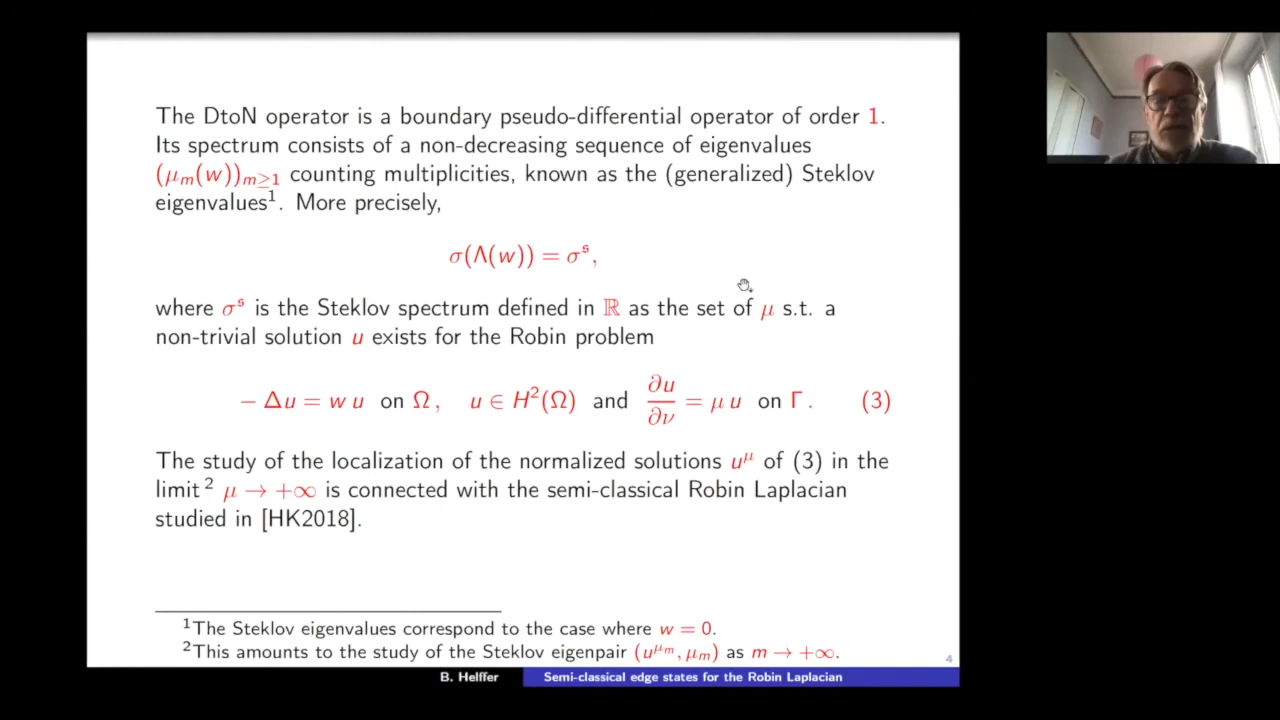 The DtoN operator is a boundary pseudo-differential operator of order 1.
Its spectrum consists of a non-decreasing sequence of eigenvalues
(μₘ(w))ₘ≥₁ counting multiplicities, known as the (generalized) Steklov
eigenvalues¹. More precisely,
σ(Λ(w)) = σ^𝔰,
where σ^𝔰 is the Steklov spectrum defined in ℝ as the set of μ s.t. a
non-trivial solution u exists for the Robin problem
− Δu = w u on Ω , u ∈ H²(Ω) and ∂u/∂ν = μ u on Γ . (3)
The study of the localization of the normalized solutions u^μ of (3) in the
limit ² μ → +∞ is connected with the semi-classical Robin Laplacian
studied in [HK2018].
¹The Steklov eigenvalues correspond to the case where w = 0.
²This amounts to the study of the Steklov eigenpair (u^μₘ, μₘ) as m → +∞.
4
B. Helffer Semi-classical edge states for the Robin Laplacian